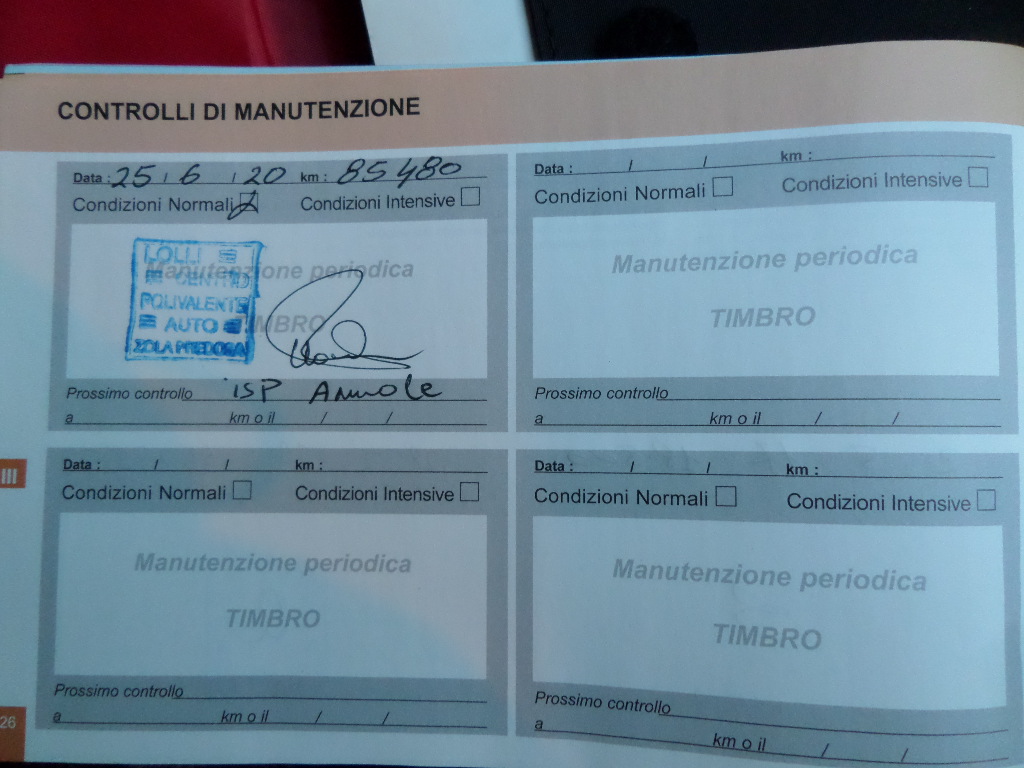 CONTROLLI DI MANUTENZIONE
Data : 25 / 6 / 20 km : 85480
Condizioni Normali Condizioni Intensive
LOLLI
CENTRO
POLIVALENTE
AUTO
ZOLA PREDOSA
Manutenzione periodica
TIMBRO
Prossimo controllo ISP Annole
a km o il / /
Data : / / km :
Condizioni Normali Condizioni Intensive
Manutenzione periodica
TIMBRO
Prossimo controllo
a km o il / /
III
Data : / / km :
Condizioni Normali Condizioni Intensive
Manutenzione periodica
TIMBRO
Prossimo controllo
a km o il / /
Data : / / km :
Condizioni Normali Condizioni Intensive
Manutenzione periodica
TIMBRO
Prossimo controllo
a km o il / /
26